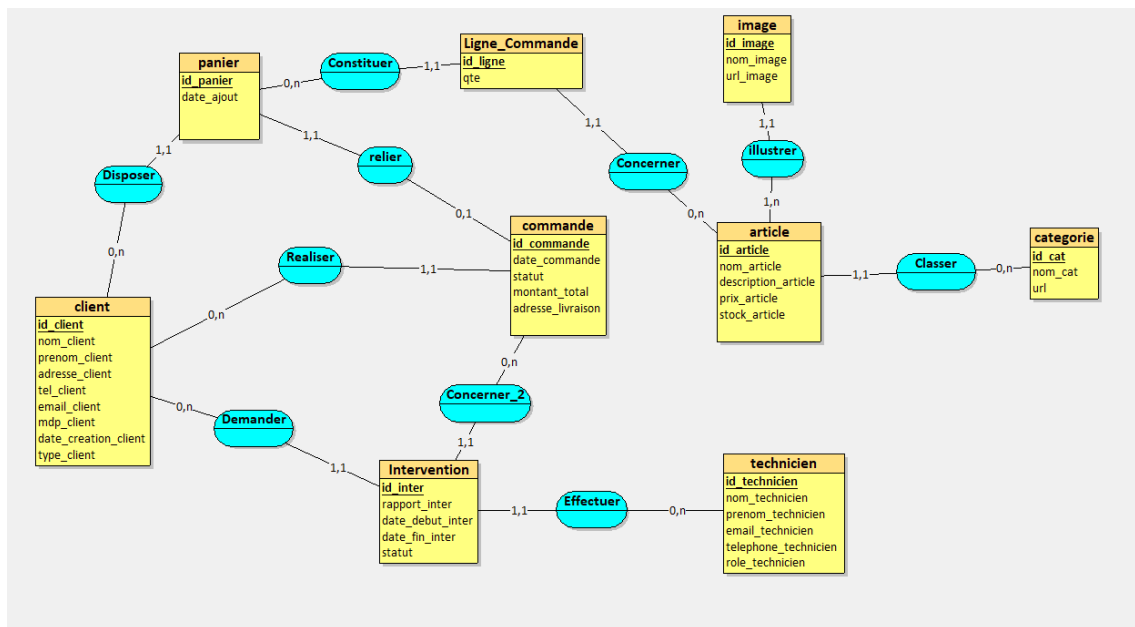 image
id_image
nom_image
url_image
Ligne_Commande
id_ligne
qte
panier
id_panier
date_ajout
Constituer
0,n
1,1
1,1
relier
0,1
1,1
Disposer
0,n
1,1
Concerner
0,n
1,1
illustrer
1,n
commande
id_commande
date_commande
statut
montant_total
adresse_livraison
article
id_article
nom_article
description_article
prix_article
stock_article
1,1
Classer
0,n
categorie
id_cat
nom_cat
url
Realiser
1,1
0,n
client
id_client
nom_client
prenom_client
adresse_client
tel_client
email_client
mdp_client
date_creation_client
type_client
0,n
Demander
1,1
0,n
Concerner_2
1,1
Intervention
id_inter
rapport_inter
date_debut_inter
date_fin_inter
statut
1,1
Effectuer
0,n
technicien
id_technicien
nom_technicien
prenom_technicien
email_technicien
telephone_technicien
role_technicien